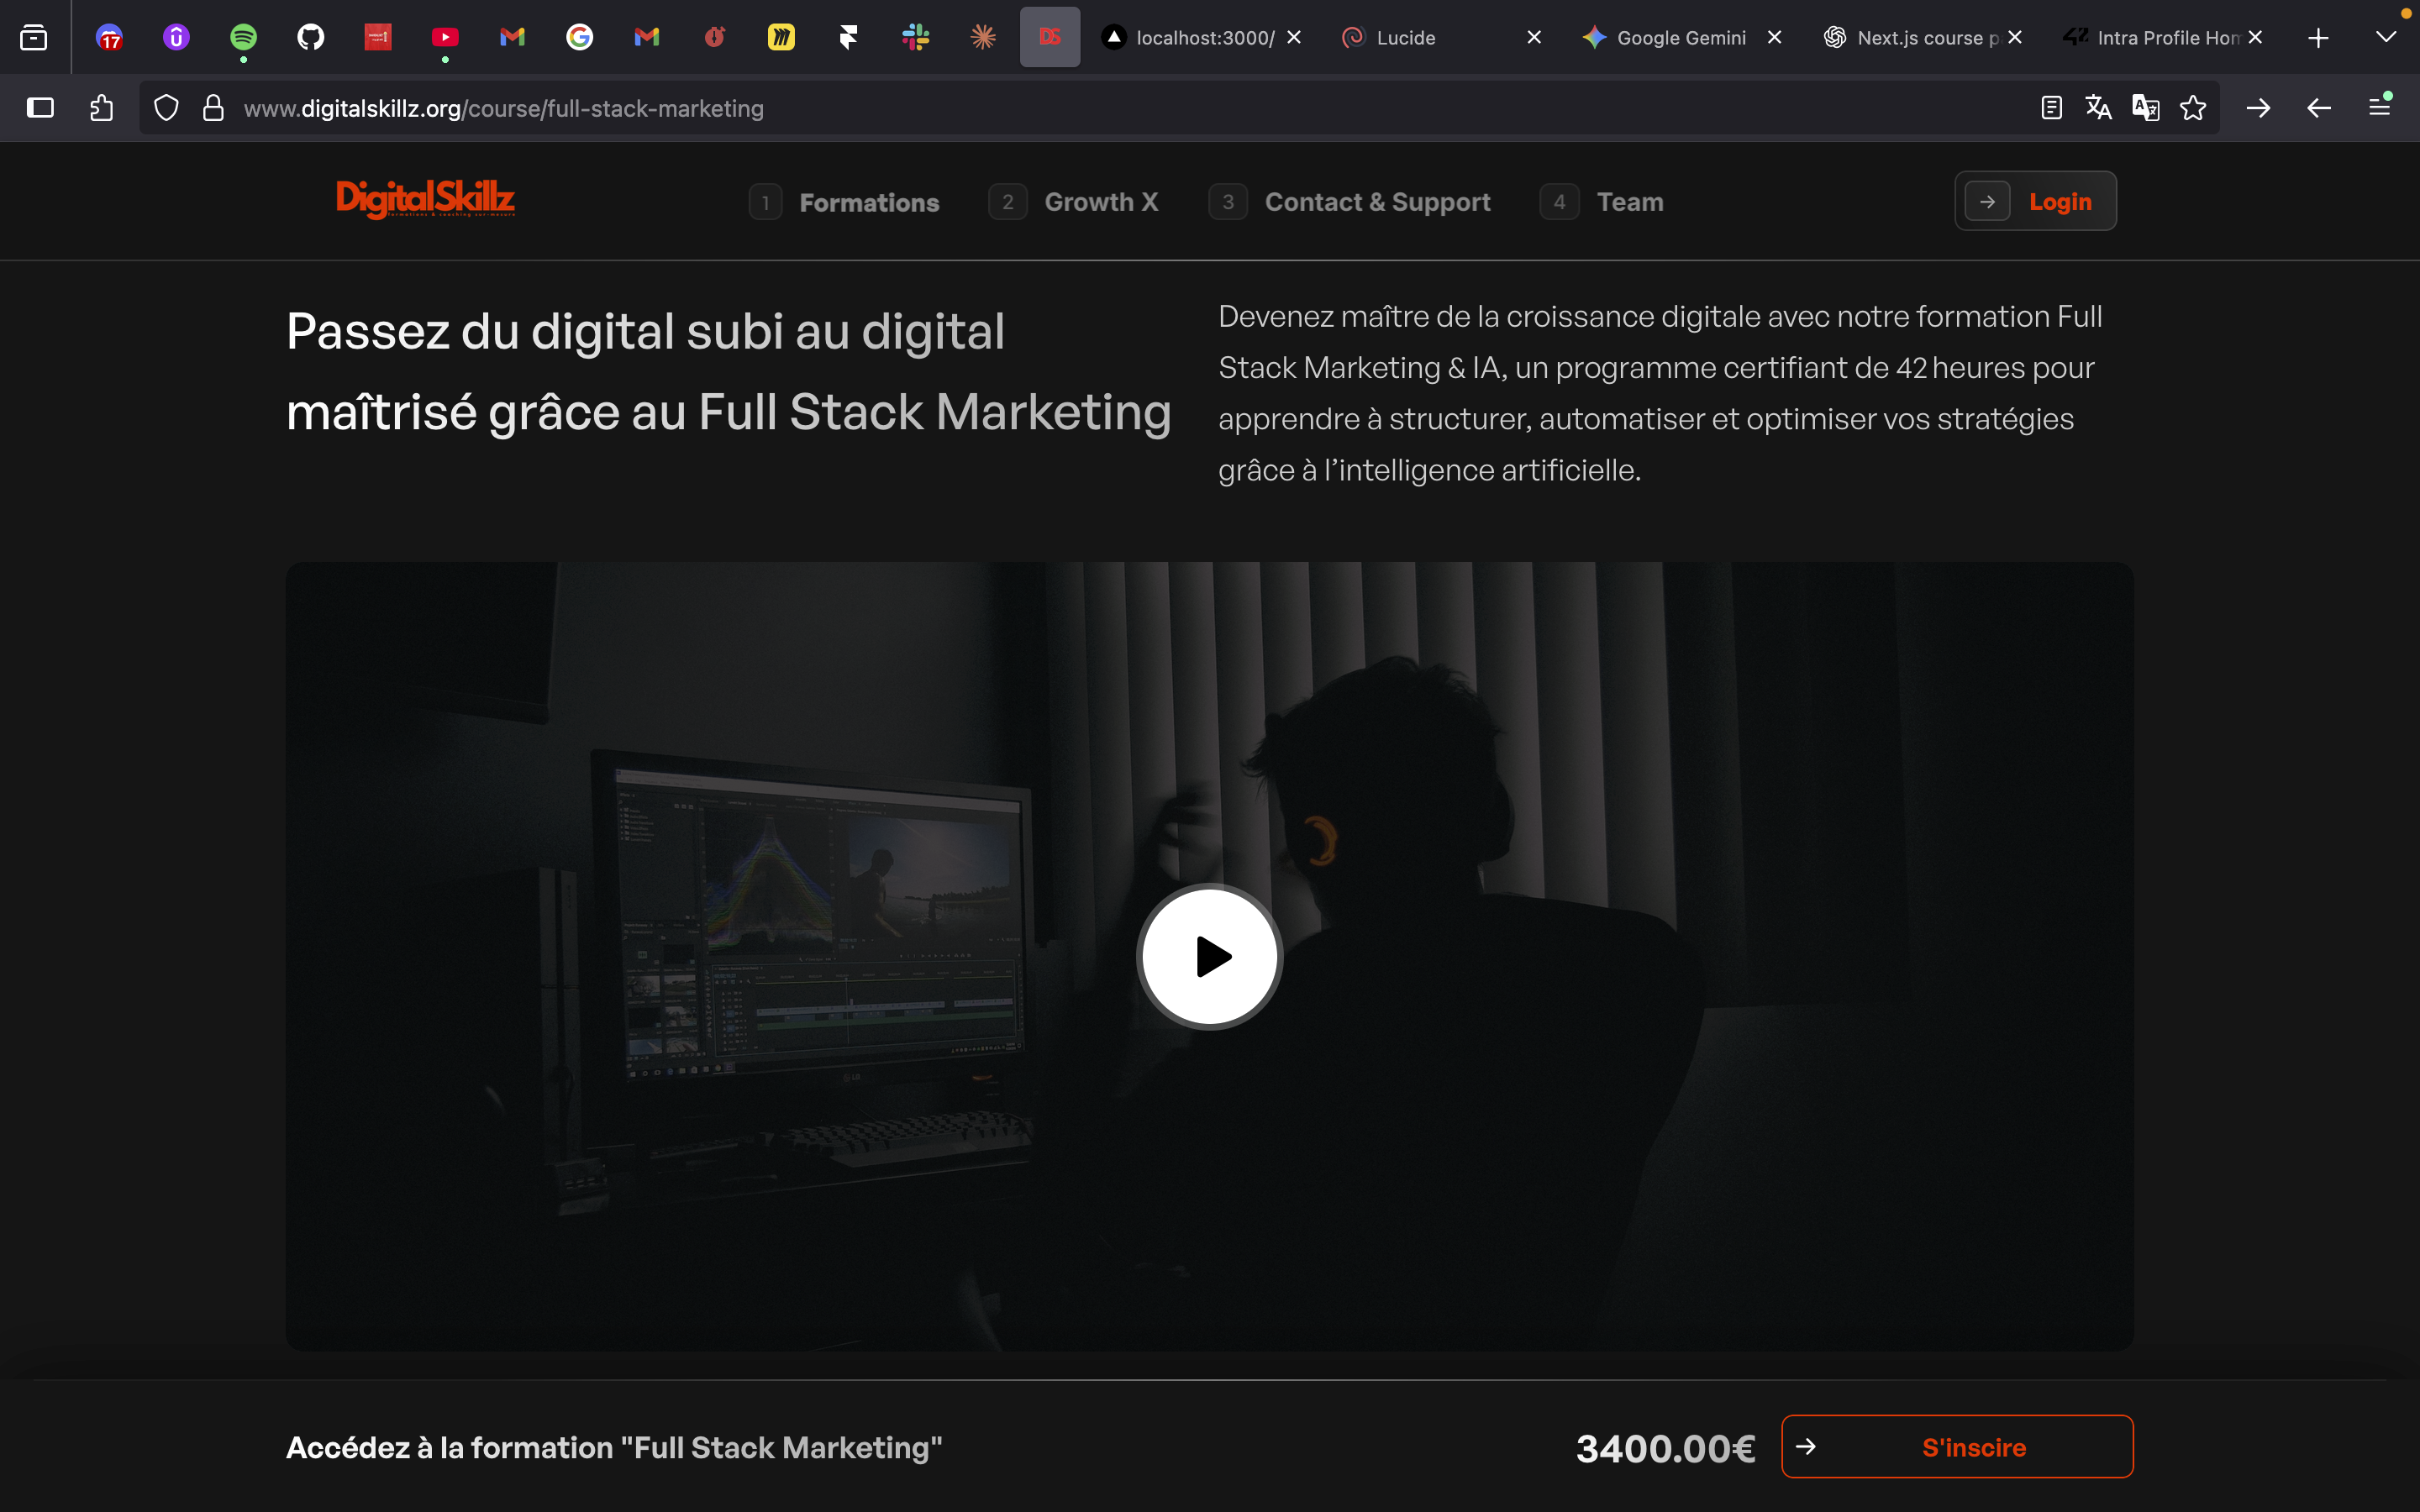 17
localhost:3000/
Lucide
Google Gemini
Next.js course p
Intra Profile Hom
www.digitalskillz.org/course/full-stack-marketing
DigitalSkillz
1 Formations
2 Growth X
3 Contact & Support
4 Team
Login
Passez du digital subi au digital
maîtrisé grâce au Full Stack Marketing
Devenez maître de la croissance digitale avec notre formation Full
Stack Marketing & IA, un programme certifiant de 42 heures pour
apprendre à structurer, automatiser et optimiser vos stratégies
grâce à l’intelligence artificielle.
Accédez à la formation "Full Stack Marketing"
3400.00€
S'inscire